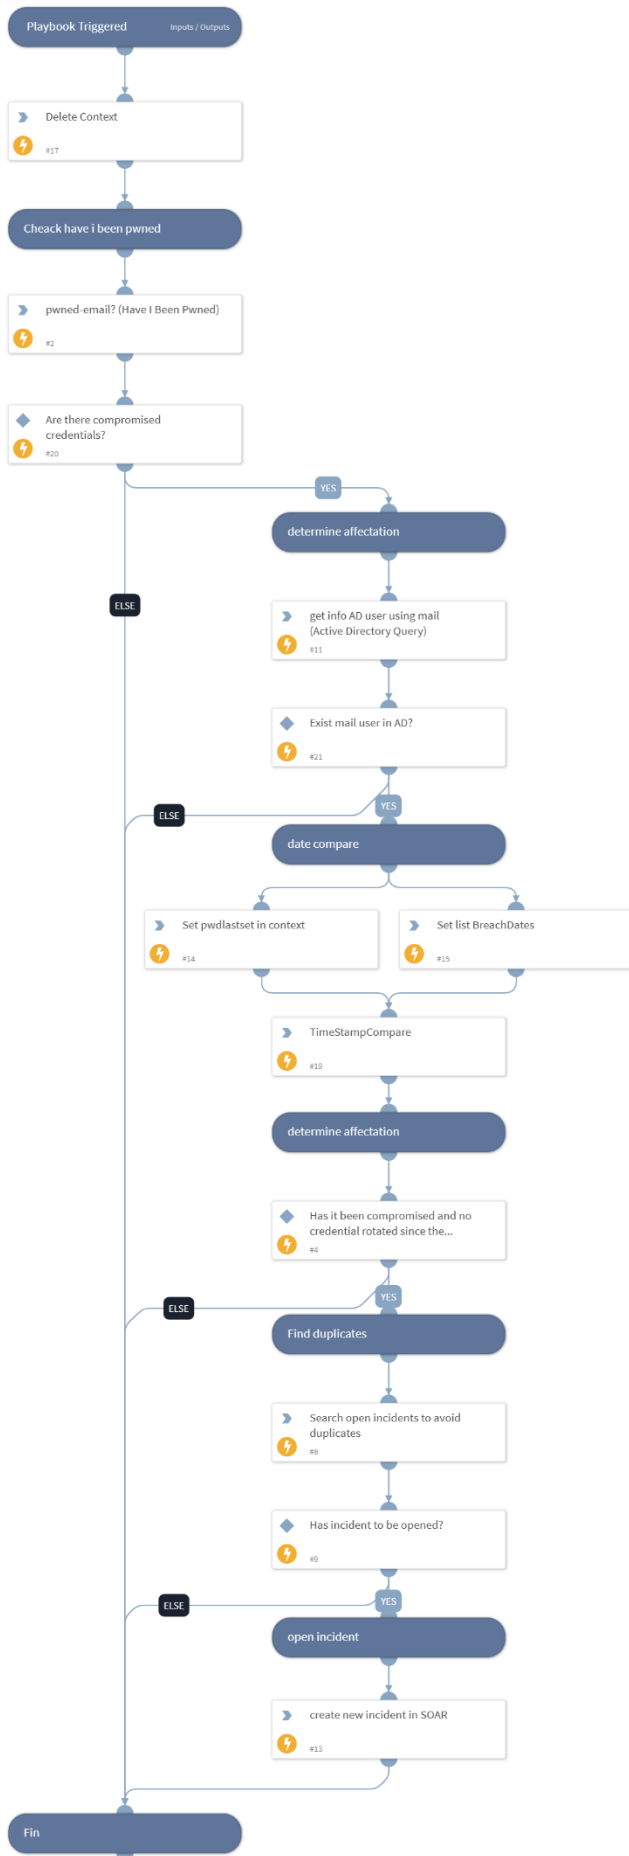 Playbook Triggered Inputs / Outputs
Delete Context
#17
Cheack have i been pwned
pwned-email? (Have I Been Pwned)
#2
Are there compromised
credentials?
#20
YES
determine affectation
ELSE
get info AD user using mail
(Active Directory Query)
#11
Exist mail user in AD?
#21
YES
ELSE
date compare
Set pwdlastset in context
#14
Set list BreachDates
#15
TimeStampCompare
#19
determine affectation
Has it been compromised and no
credential rotated since the...
#4
YES
ELSE
Find duplicates
Search open incidents to avoid
duplicates
#8
Has incident to be opened?
#9
YES
ELSE
open incident
create new incident in SOAR
#13
Fin